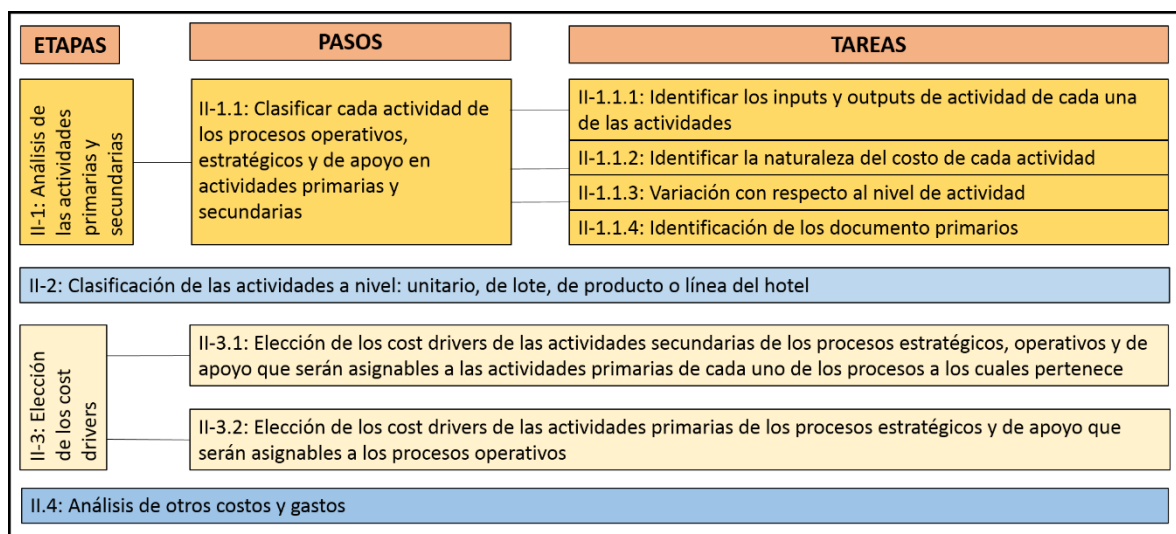 ETAPAS
PASOS
TAREAS
II-1: Análisis de
las actividades
primarias y
secundarias
II-1.1: Clasificar cada actividad de
los procesos operativos,
estratégicos y de apoyo en
actividades primarias y
secundarias
II-1.1.1: Identificar los inputs y outputs de actividad de cada una
de las actividades
II-1.1.2: Identificar la naturaleza del costo de cada actividad
II-1.1.3: Variación con respecto al nivel de actividad
II-1.1.4: Identificación de los documento primarios
II-2: Clasificación de las actividades a nivel: unitario, de lote, de producto o línea del hotel
II-3: Elección
de los cost
drivers
II-3.1: Elección de los cost drivers de las actividades secundarias de los procesos estratégicos, operativos y de
apoyo que serán asignables a las actividades primarias de cada uno de los procesos a los cuales pertenece
II-3.2: Elección de los cost drivers de las actividades primarias de los procesos estratégicos y de apoyo que
serán asignables a los procesos operativos
II.4: Análisis de otros costos y gastos